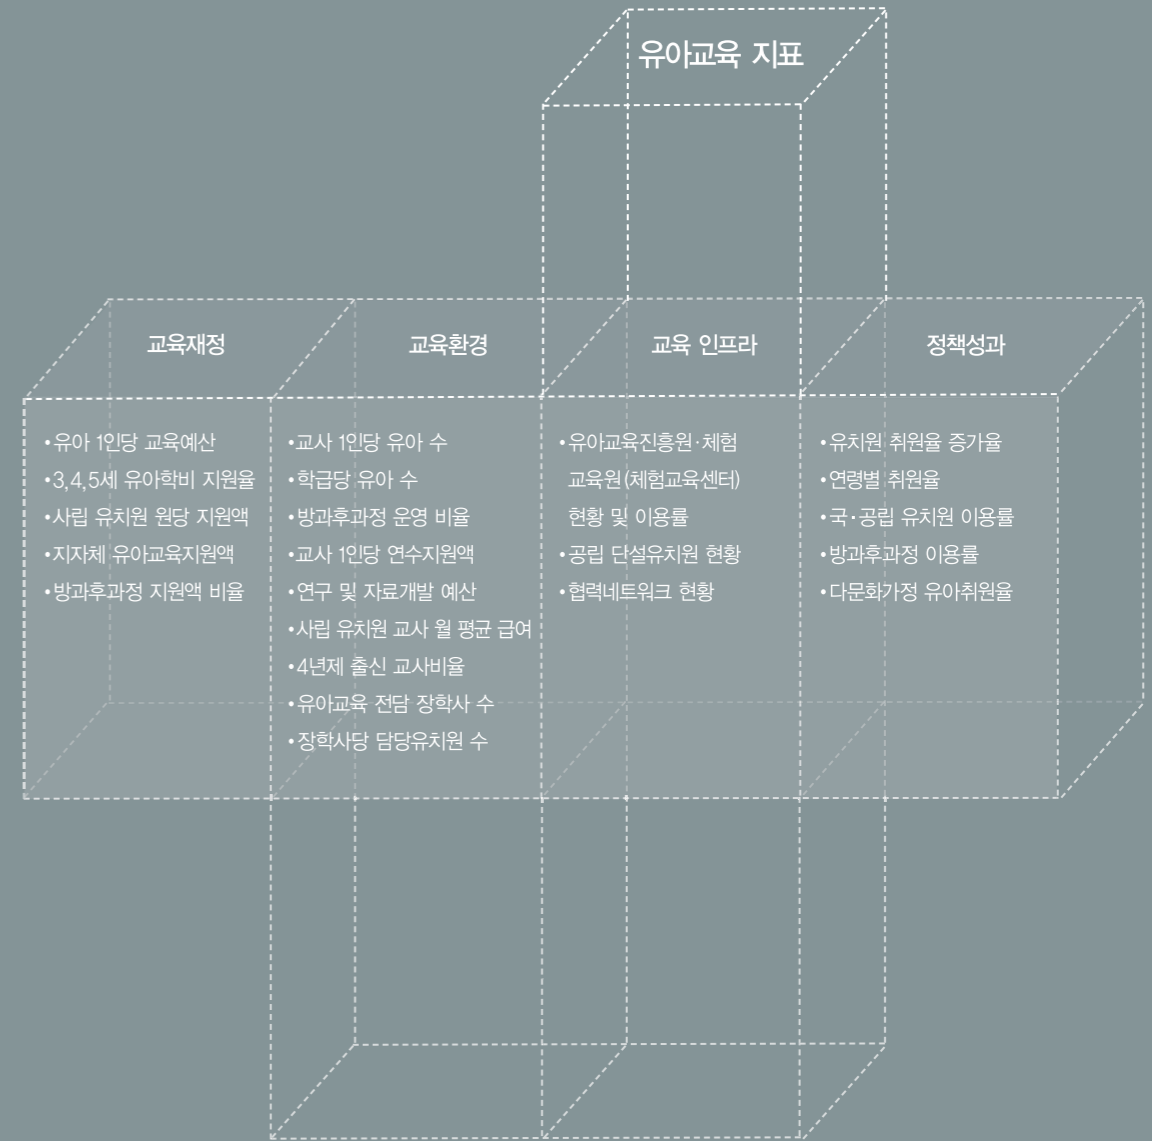 유아교육 지표
교육재정
•유아 1인당 교육예산
•3,4,5세 유아학비 지원율
•사립 유치원 원당 지원액
•지자체 유아교육지원액
•방과후과정 지원액 비율
교육환경
•교사 1인당 유아 수
•학급당 유아 수
•방과후과정 운영 비율
•교사 1인당 연수지원액
•연구 및 자료개발 예산
•사립 유치원 교사 월 평균 급여
•4년제 출신 교사비율
•유아교육 전담 장학사 수
•장학사당 담당유치원 수
교육 인프라
•유아교육진흥원·체험
교육원(체험교육센터)
현황 및 이용률
•공립 단설유치원 현황
•협력네트워크 현황
정책성과
•유치원 취원율 증가율
•연령별 취원율
•국·공립 유치원 이용률
•방과후과정 이용률
•다문화가정 유아취원율